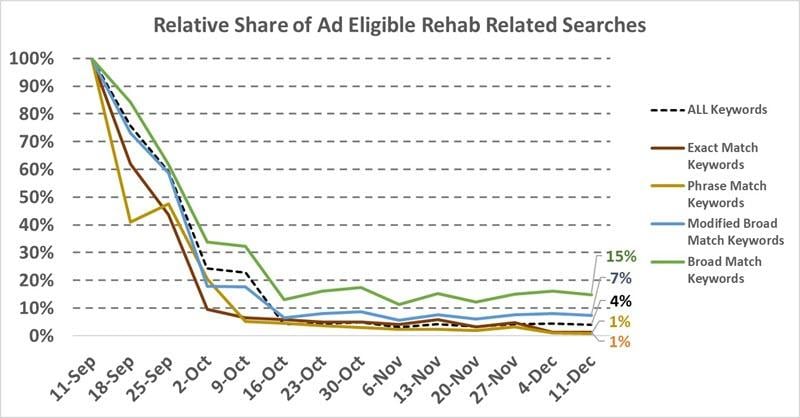 Relative Share of Ad Eligible Rehab Related Searches
100%
90%
80%
70%
60%
50%
40%
30%
20%
10%
0%
11-Sep
18-Sep
25-Sep
2-Oct
9-Oct
16-Oct
23-Oct
30-Oct
6-Nov
13-Nov
20-Nov
27-Nov
4-Dec
11-Dec
15%
7%
4%
1%
1%
ALL Keywords
Exact Match
Keywords
Phrase Match
Keywords
Modified Broad
Match Keywords
Broad Match
Keywords